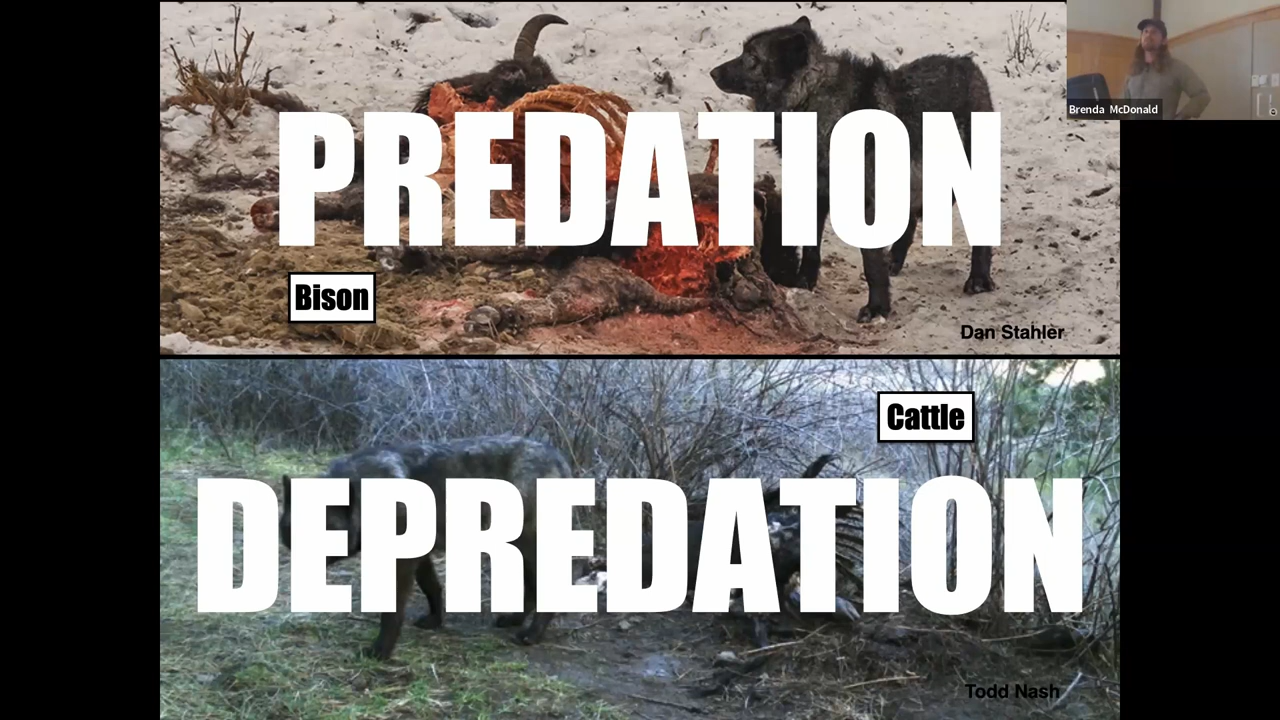 PREDATION
Brenda McDonald
Bison
Dan Stahler
Cattle
DEPREDATION
Todd Nash